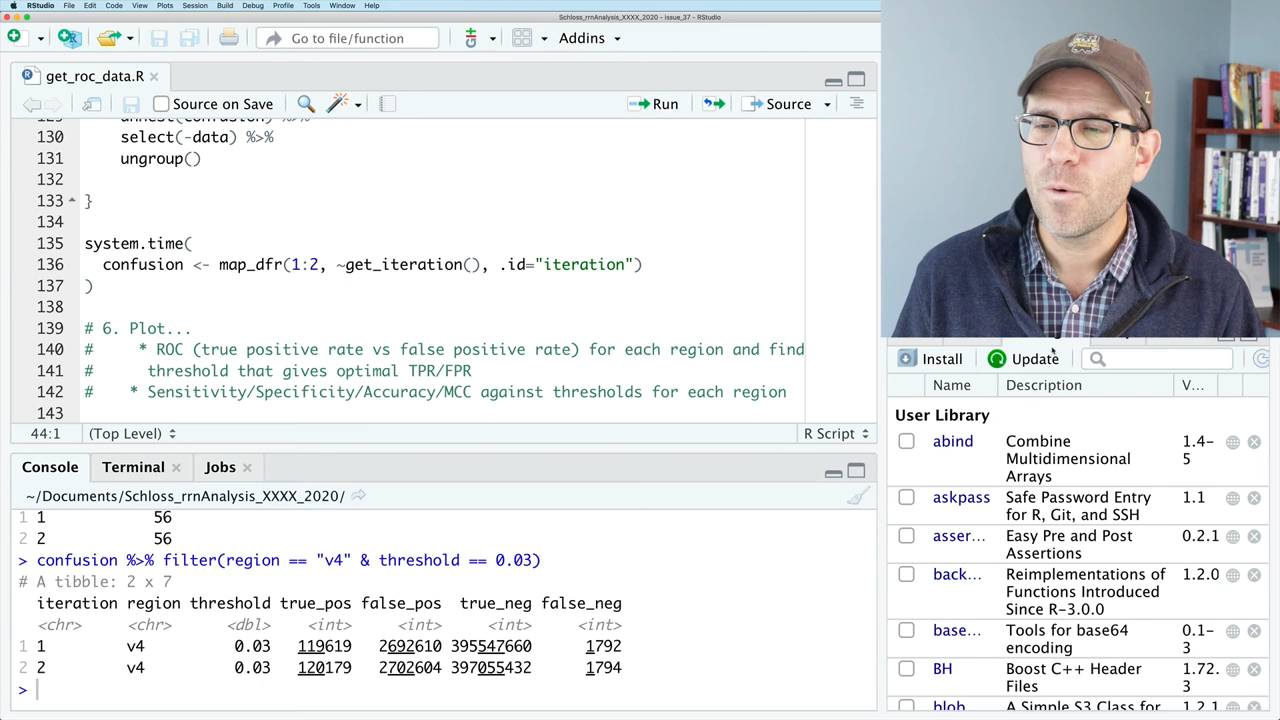 RStudio File Edit Code View Plots Session Build Debug Profile Tools Window Help
Schloss_rrnAnalysis_XXXX_2020 - issue_37 - RStudio
Go to file/function Addins
get_roc_data.R
Source on Save Run Source
130 select(-data) %>%
131 ungroup()
132
133 }
134
135 system.time(
136 confusion <- map_dfr(1:2, ~get_iteration(), .id="iteration")
137 )
138
139 # 6. Plot...
140 # * ROC (true positive rate vs false positive rate) for each region and find
141 # threshold that gives optimal TPR/FPR
142 # * Sensitivity/Specificity/Accuracy/MCC against thresholds for each region
143
44:1 (Top Level) R Script
Console Terminal Jobs
~/Documents/Schloss_rrnAnalysis_XXXX_2020/
1 1 56
2 2 56
> confusion %>% filter(region == "v4" & threshold == 0.03)
# A tibble: 2 x 7
iteration region threshold true_pos false_pos true_neg false_neg
<chr> <chr> <dbl> <int> <int> <int> <int>
1 1 v4 0.03 119619 2692610 395547660 1792
2 2 v4 0.03 120179 2702604 397055432 1794
>
Install Update
Name Description V...
User Library
abind Combine Multidimensional Arrays 1.4-5
askpass Safe Password Entry for R, Git, and SSH 1.1
asser... Easy Pre and Post Assertions 0.2.1
back... Reimplementations of Functions Introduced Since R-3.0.0 1.2.0
base... Tools for base64 encoding 0.1-3
BH Boost C++ Header Files 1.72.3
blob A Simple S3 Class for 1.2.1